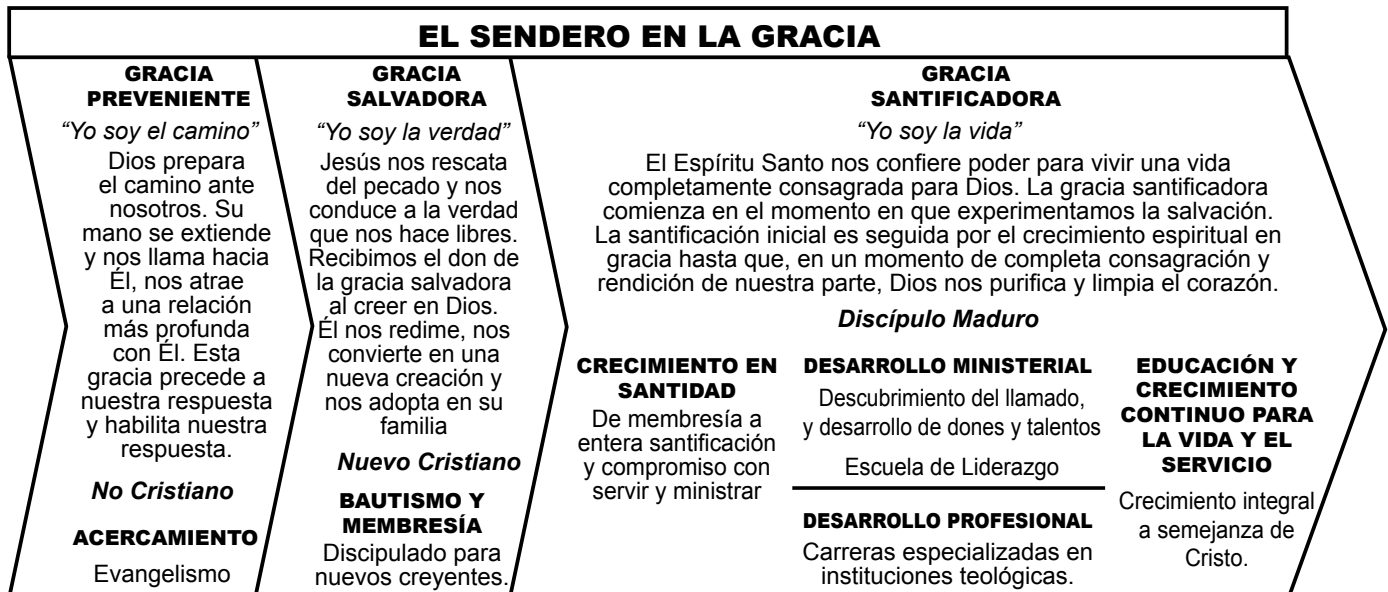 EL SENDERO EN LA GRACIA
GRACIA
PREVENIENTE
“Yo soy el camino”
Dios prepara
el camino ante
nosotros. Su
mano se extiende
y nos llama hacia
Él, nos atrae
a una relación
más profunda
con Él. Esta
gracia precede a
nuestra respuesta
y habilita nuestra
respuesta.
No Cristiano
ACERCAMIENTO
Evangelismo
GRACIA
SALVADORA
“Yo soy la verdad”
Jesús nos rescata
del pecado y nos
conduce a la verdad
que nos hace libres.
Recibimos el don de
la gracia salvadora
al creer en Dios.
Él nos redime, nos
convierte en una
nueva creación y
nos adopta en su
familia
Nuevo Cristiano
BAUTISMO Y
MEMBRESÍA
Discipulado para
nuevos creyentes.
GRACIA
SANTIFICADORA
“Yo soy la vida”
El Espíritu Santo nos confiere poder para vivir una vida
completamente consagrada para Dios. La gracia santificadora
comienza en el momento en que experimentamos la salvación.
La santificación inicial es seguida por el crecimiento espiritual en
gracia hasta que, en un momento de completa consagración y
rendición de nuestra parte, Dios nos purifica y limpia el corazón.
Discípulo Maduro
CRECIMIENTO EN
SANTIDAD
De membresía a
entera santificación
y compromiso con
servir y ministrar
DESARROLLO MINISTERIAL
Descubrimiento del llamado,
y desarrollo de dones y talentos
Escuela de Liderazgo
DESARROLLO PROFESIONAL
Carreras especializadas en
instituciones teológicas.
EDUCACIÓN Y
CRECIMIENTO
CONTINUO PARA
LA VIDA Y EL
SERVICIO
Crecimiento integral
a semejanza de
Cristo.